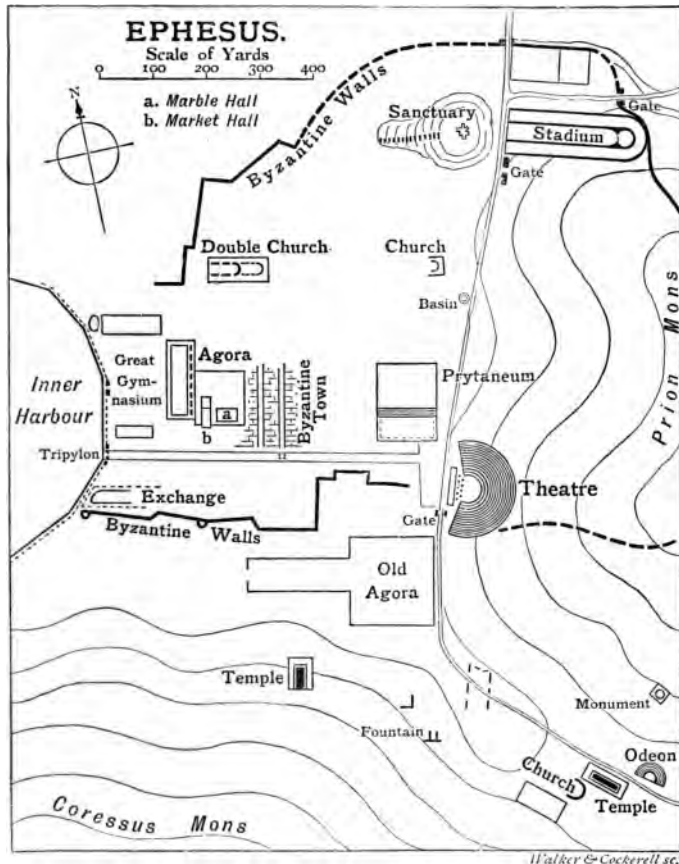 EPHESUS.
Scale of Yards
0 100 200 300 400
a. Marble Hall
b. Market Hall
N
Byzantine Walls
Sanctuary
Gate
Stadium
Gate
Double Church
Church
Basin
Prion Mons
Inner
Harbour
Great
Gym-
nasium
Agora
a
b
Byzantine
Town
Prytaneum
Tripylon
Exchange
Theatre
Gate
Byzantine Walls
Old
Agora
Temple
Fountain
Monument
Odeon
Church
Temple
Coressus Mons
Walker & Cockerell sc.